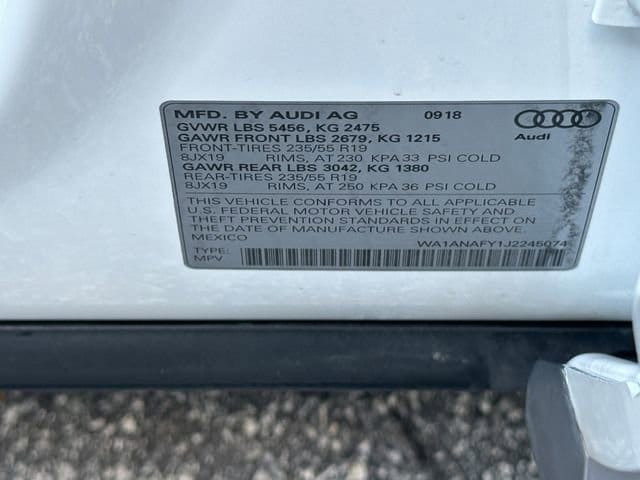 MFD. BY AUDI AG 0918
GVWR LBS 5456, KG 2475
GAWR FRONT LBS 2679, KG 1215
FRONT-TIRES 235/55 R19
8JX19 RIMS, AT 230 KPA 33 PSI COLD
GAWR REAR LBS 3042, KG 1380
REAR-TIRES 235/55 R19
8JX19 RIMS, AT 250 KPA 36 PSI COLD
Audi
THIS VEHICLE CONFORMS TO ALL APPLICABLE
U.S. FEDERAL MOTOR VEHICLE SAFETY AND
THEFT PREVENTION STANDARDS IN EFFECT ON
THE DATE OF MANUFACTURE SHOWN ABOVE.
MEXICO
WA1ANAFY1J2245074
TYPE:
MPV